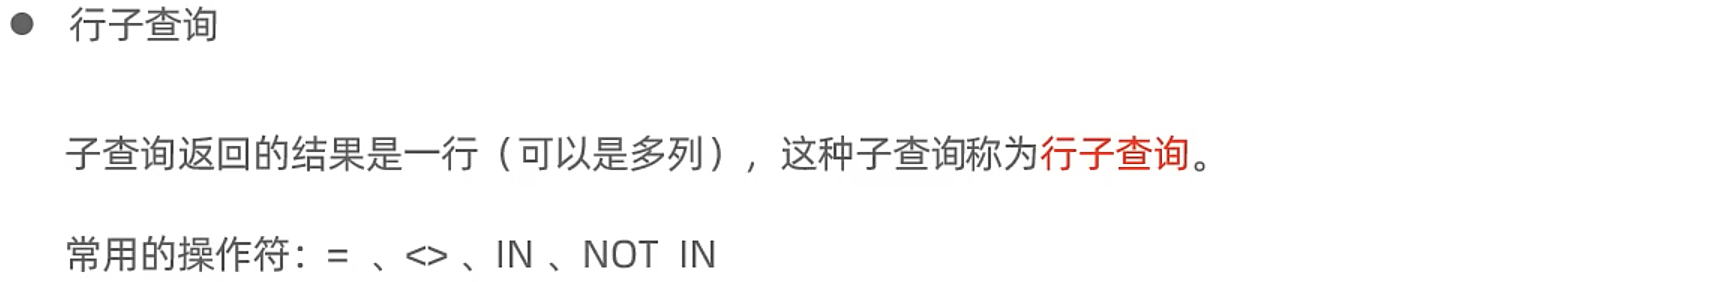 ● 行子查询
子查询返回的结果是一行（可以是多列），这种子查询称为行子查询。
常用的操作符：= 、<> 、IN 、NOT IN